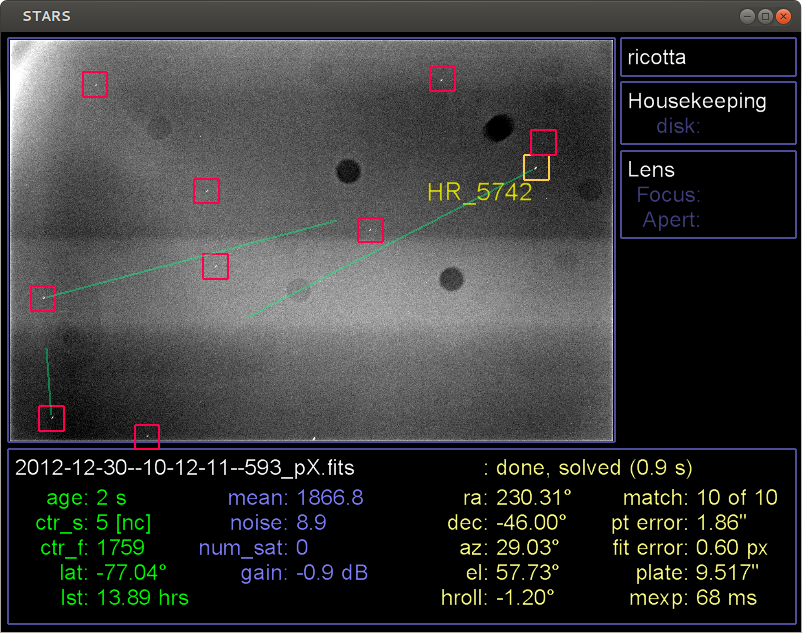 STARS
ricotta
Housekeeping
disk:
Lens
Focus:
Apert:
HR_5742
2012-12-30--10-12-11--593_pX.fits : done, solved (0.9 s)
age: 2 s mean: 1866.8 ra: 230.31° match: 10 of 10
ctr_s: 5 [nc] noise: 8.9 dec: -46.00° pt error: 1.86"
ctr_f: 1759 num_sat: 0 az: 29.03° fit error: 0.60 px
lat: -77.04° gain: -0.9 dB el: 57.73° plate: 9.517"
lst: 13.89 hrs hroll: -1.20° mexp: 68 ms